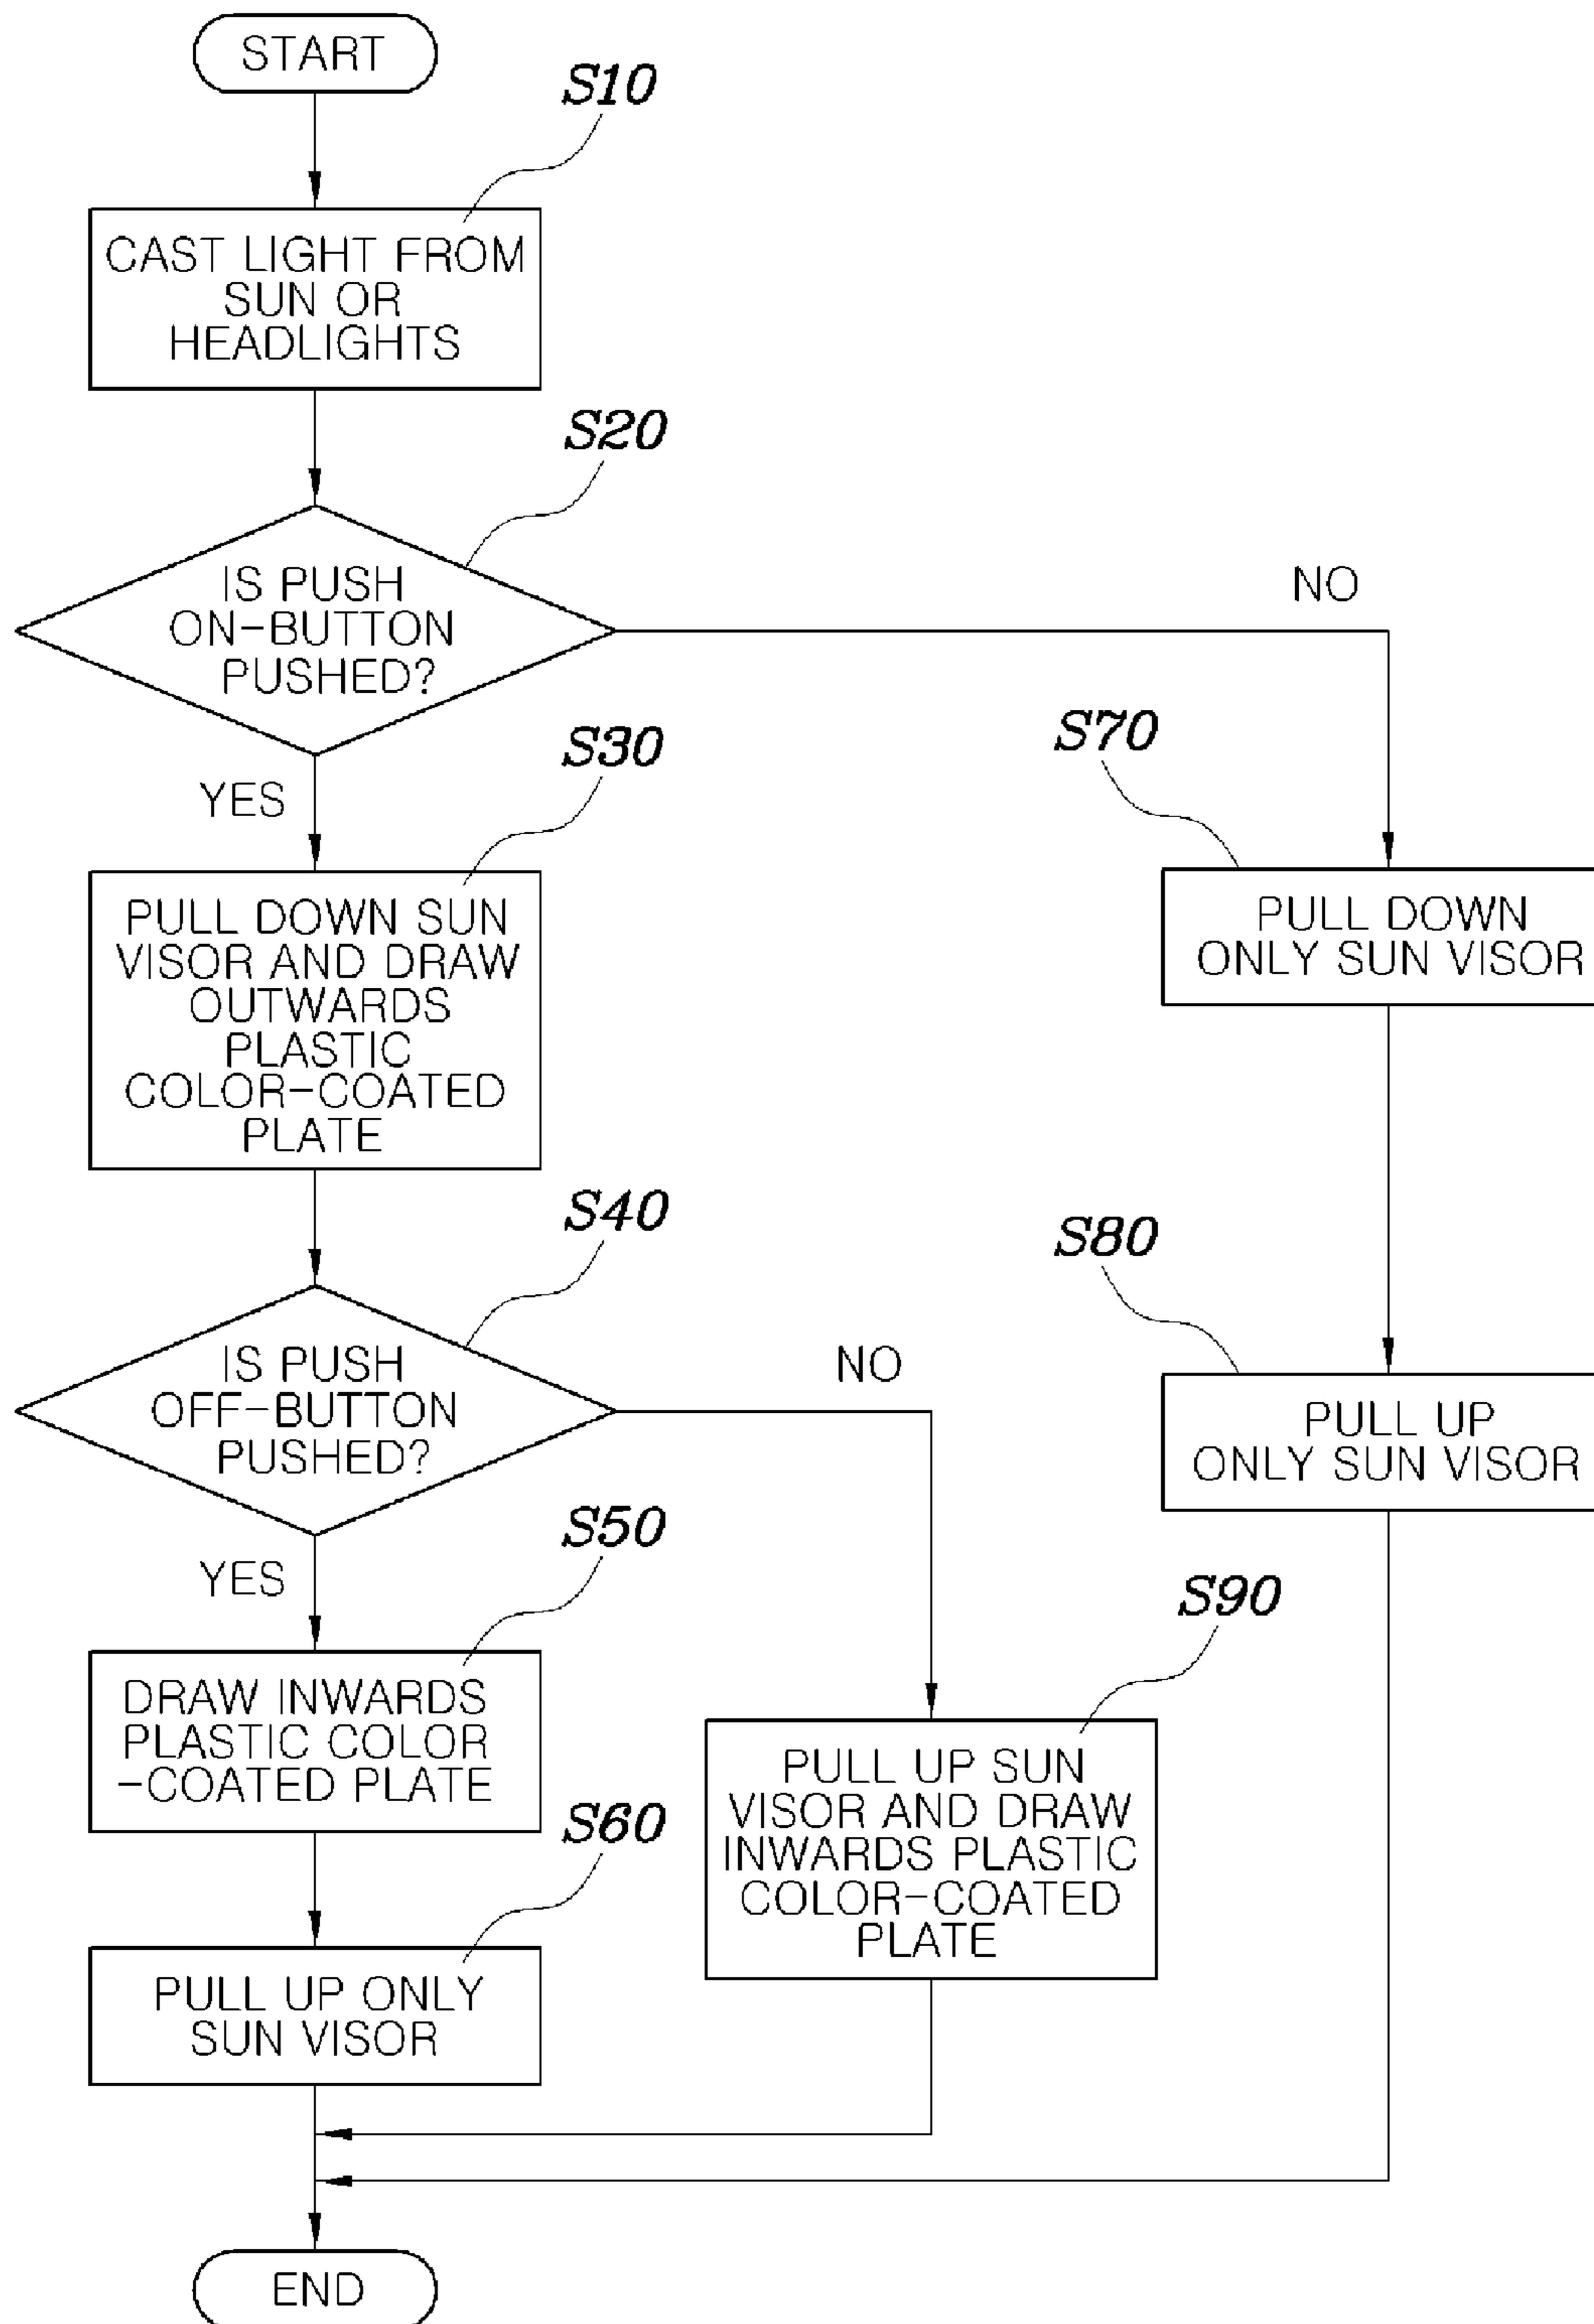 START
S10
CAST LIGHT FROM
SUN OR
HEADLIGHTS
S20
IS PUSH
ON-BUTTON
PUSHED?
NO
YES
S30
PULL DOWN SUN
VISOR AND DRAW
OUTWARDS
PLASTIC
COLOR-COATED
PLATE
S70
PULL DOWN
ONLY SUN VISOR
S40
IS PUSH
OFF-BUTTON
PUSHED?
NO
YES
S80
PULL UP
ONLY SUN VISOR
S50
DRAW INWARDS
PLASTIC COLOR
-COATED PLATE
S90
PULL UP SUN
VISOR AND DRAW
INWARDS PLASTIC
COLOR-COATED
PLATE
S60
PULL UP ONLY
SUN VISOR
END